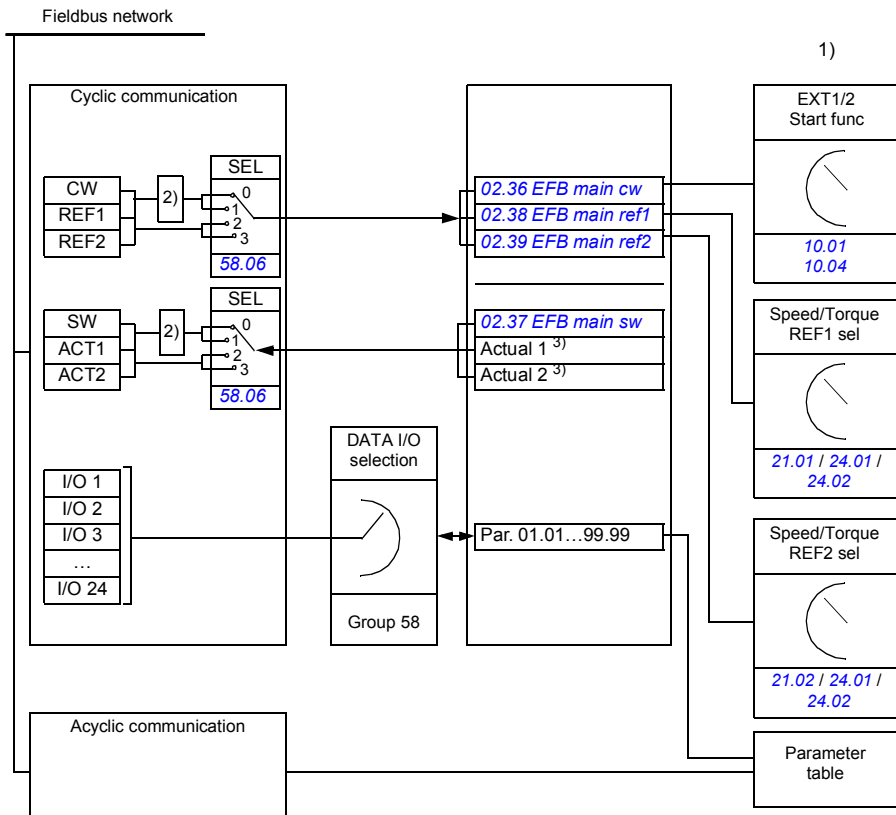 Fieldbus network
1)
Cyclic communication
EXT1/2
Start func
SEL
CW
REF1
REF2
2)
0
1
2
3
58.06
02.36 EFB main cw
02.38 EFB main ref1
02.39 EFB main ref2
10.01
10.04
SEL
SW
ACT1
ACT2
2)
0
1
2
3
58.06
02.37 EFB main sw
Actual 1 3)
Actual 2 3)
Speed/Torque
REF1 sel
21.01 / 24.01 /
24.02
DATA I/O
selection
I/O 1
I/O 2
I/O 3
…
I/O 24
Group 58
Par. 01.01…99.99
Speed/Torque
REF2 sel
21.02 / 24.01 /
24.02
Acyclic communication
Parameter
table